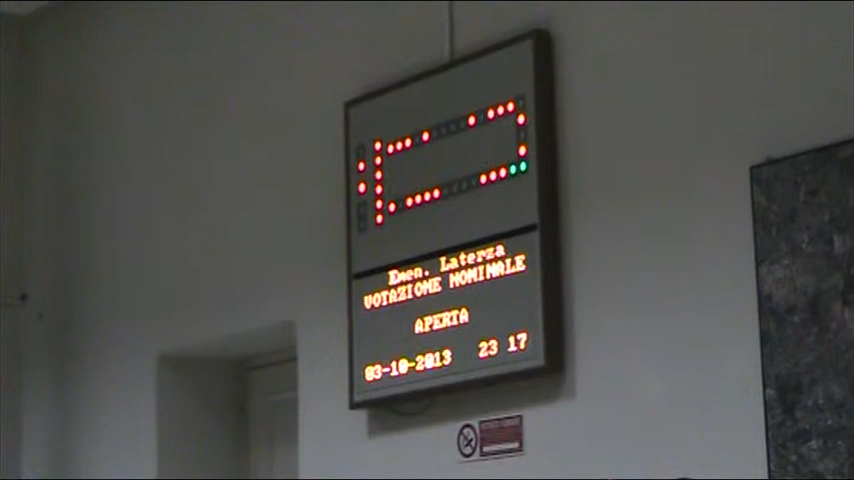 Emen. Laterza
VOTAZIONE NOMINALE
APERTA
03-10-2013 23 17